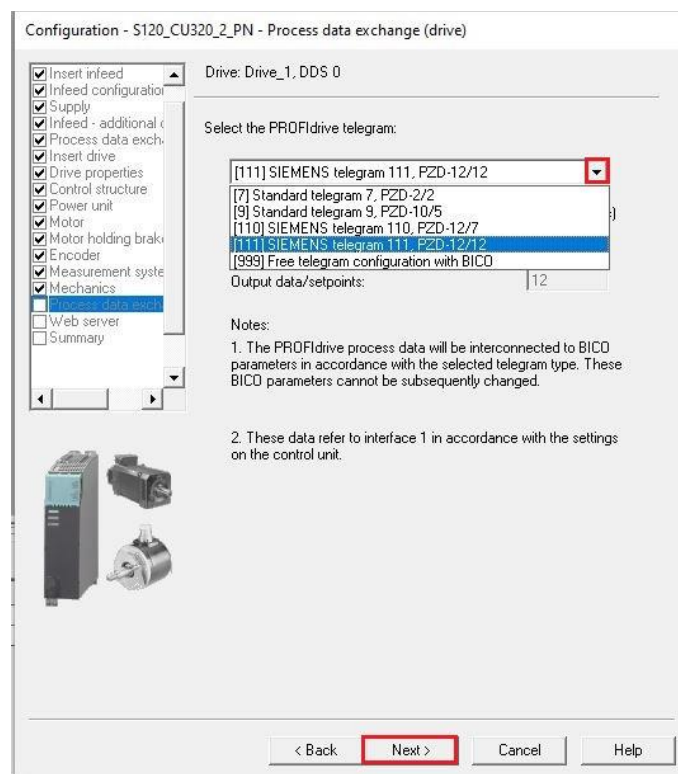 Configuration - S120_CU320_2_PN - Process data exchange (drive)
Insert infeed
Infeed configuration
Supply
Infeed - additional
Process data exch
Insert drive
Drive properties
Control structure
Power unit
Motor
Motor holding brak
Encoder
Measurement syste
Mechanics
Process data exch
Web server
Summary
Drive: Drive_1, DDS 0
Select the PROFIdrive telegram:
[111] SIEMENS telegram 111, PZD-12/12
[7] Standard telegram 7, PZD-2/2
[9] Standard telegram 9, PZD-10/5
[110] SIEMENS telegram 110, PZD-12/7
[111] SIEMENS telegram 111, PZD-12/12
[999] Free telegram configuration with BICO
Output data/setpoints:
12
Notes:
1. The PROFIdrive process data will be interconnected to BICO
parameters in accordance with the selected telegram type. These
BICO parameters cannot be subsequently changed.
2. These data refer to interface 1 in accordance with the settings
on the control unit.
< Back
Next >
Cancel
Help